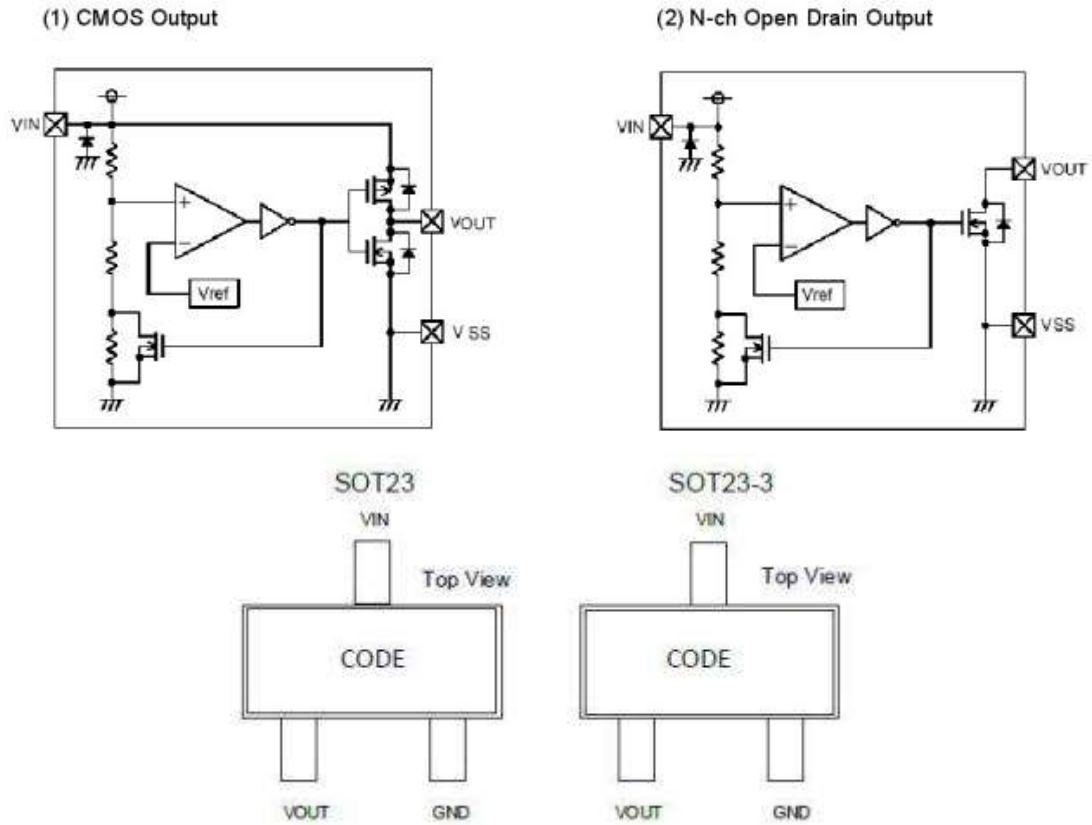 (1) CMOS Output
(2) N-ch Open Drain Output
VIN
+
−
Vref
VOUT
V SS
VIN
+
−
Vref
VOUT
VSS
SOT23
VIN
Top View
CODE
VOUT
GND
SOT23-3
VIN
Top View
CODE
VOUT
GND